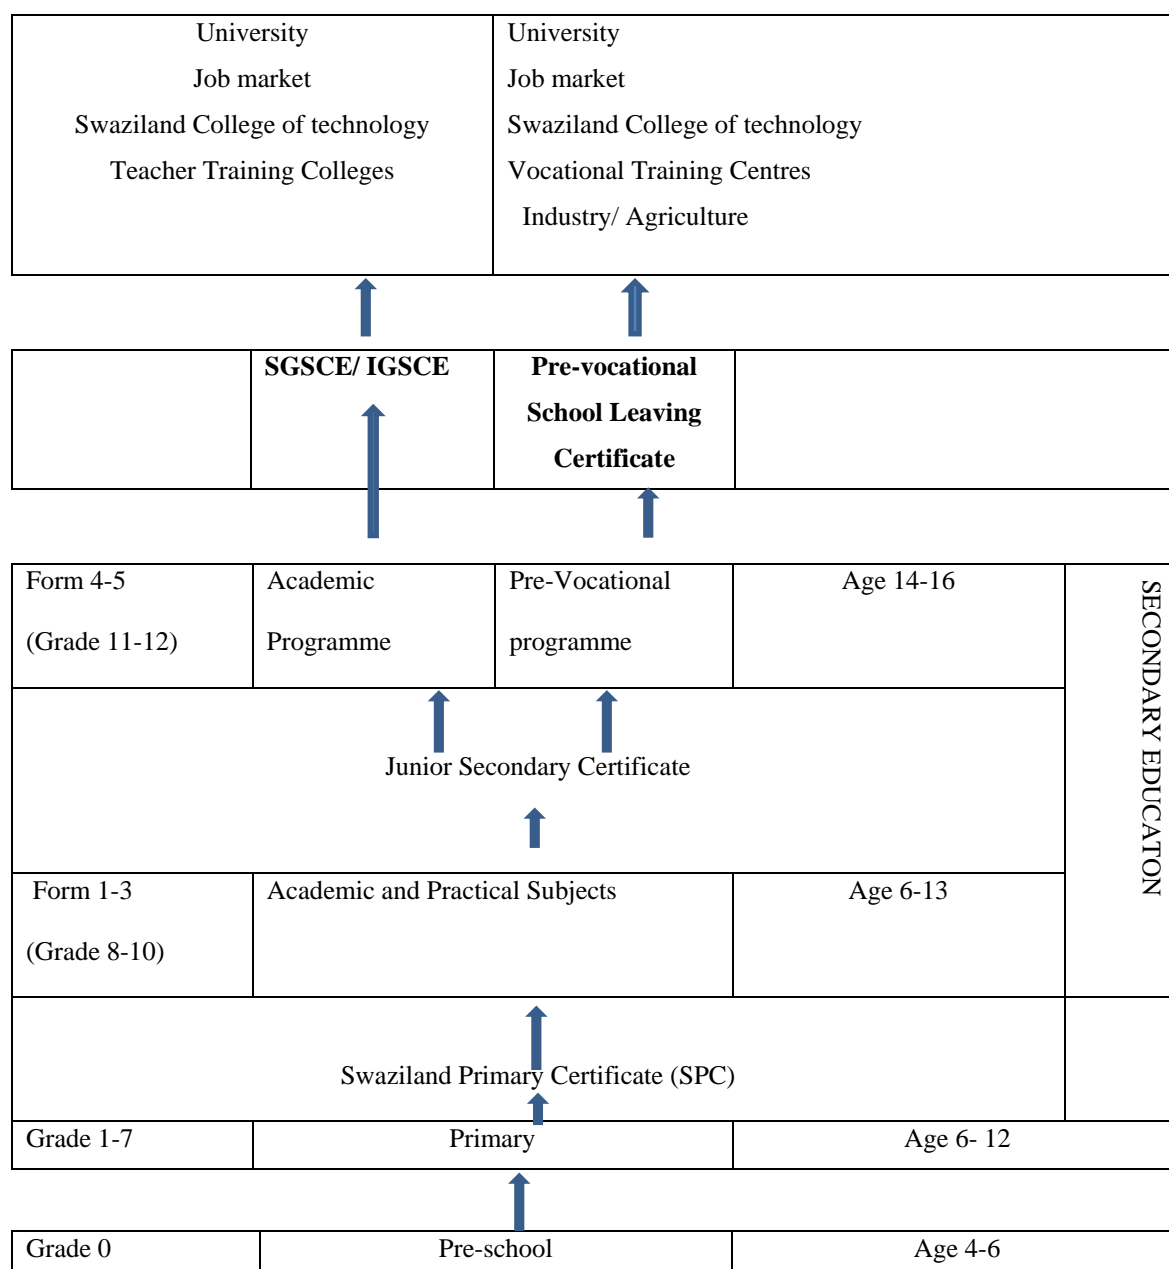 University
Job market
Swaziland College of technology
Teacher Training Colleges
University
Job market
Swaziland College of technology
Vocational Training Centres
Industry/ Agriculture
SGSCE/ IGSCE
Pre-vocational
School Leaving
Certificate
Form 4-5
(Grade 11-12)
Academic
Programme
Pre-Vocational
programme
Age 14-16
SECONDARY EDUCATON
Junior Secondary Certificate
Form 1-3
(Grade 8-10)
Academic and Practical Subjects
Age 6-13
Swaziland Primary Certificate (SPC)
Grade 1-7
Primary
Age 6- 12
Grade 0
Pre-school
Age 4-6